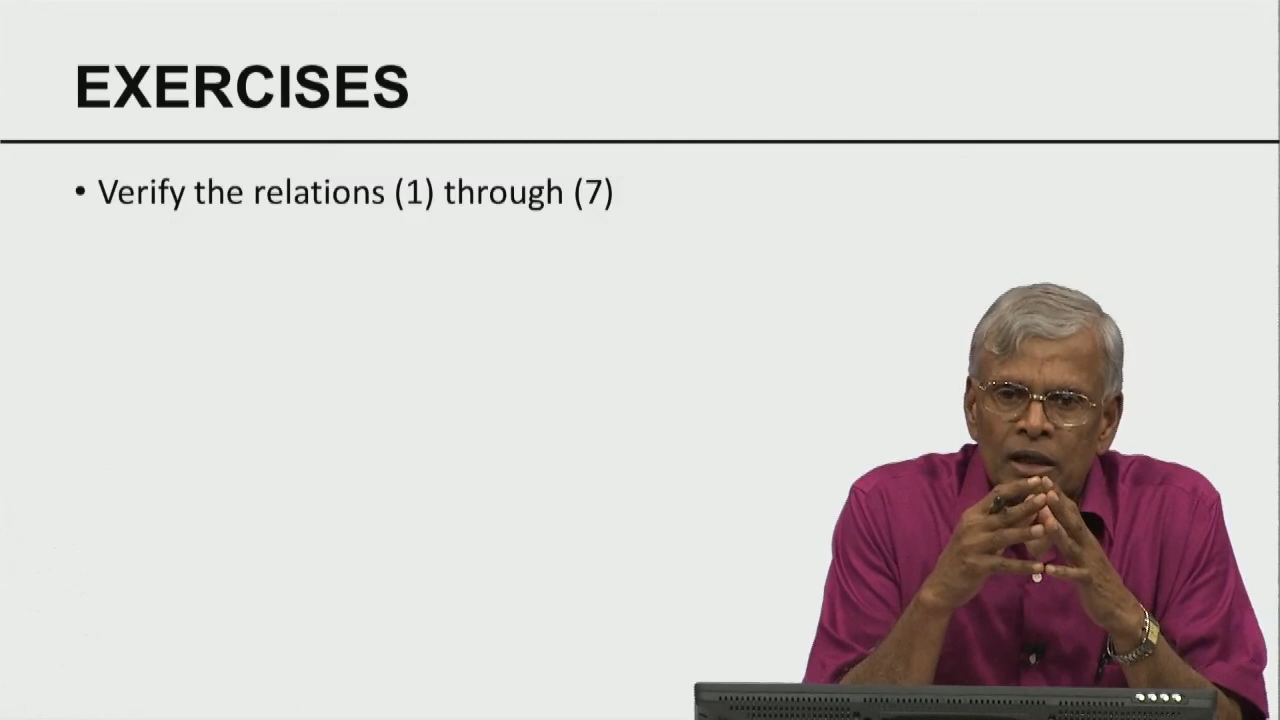 EXERCISES
• Verify the relations (1) through (7)